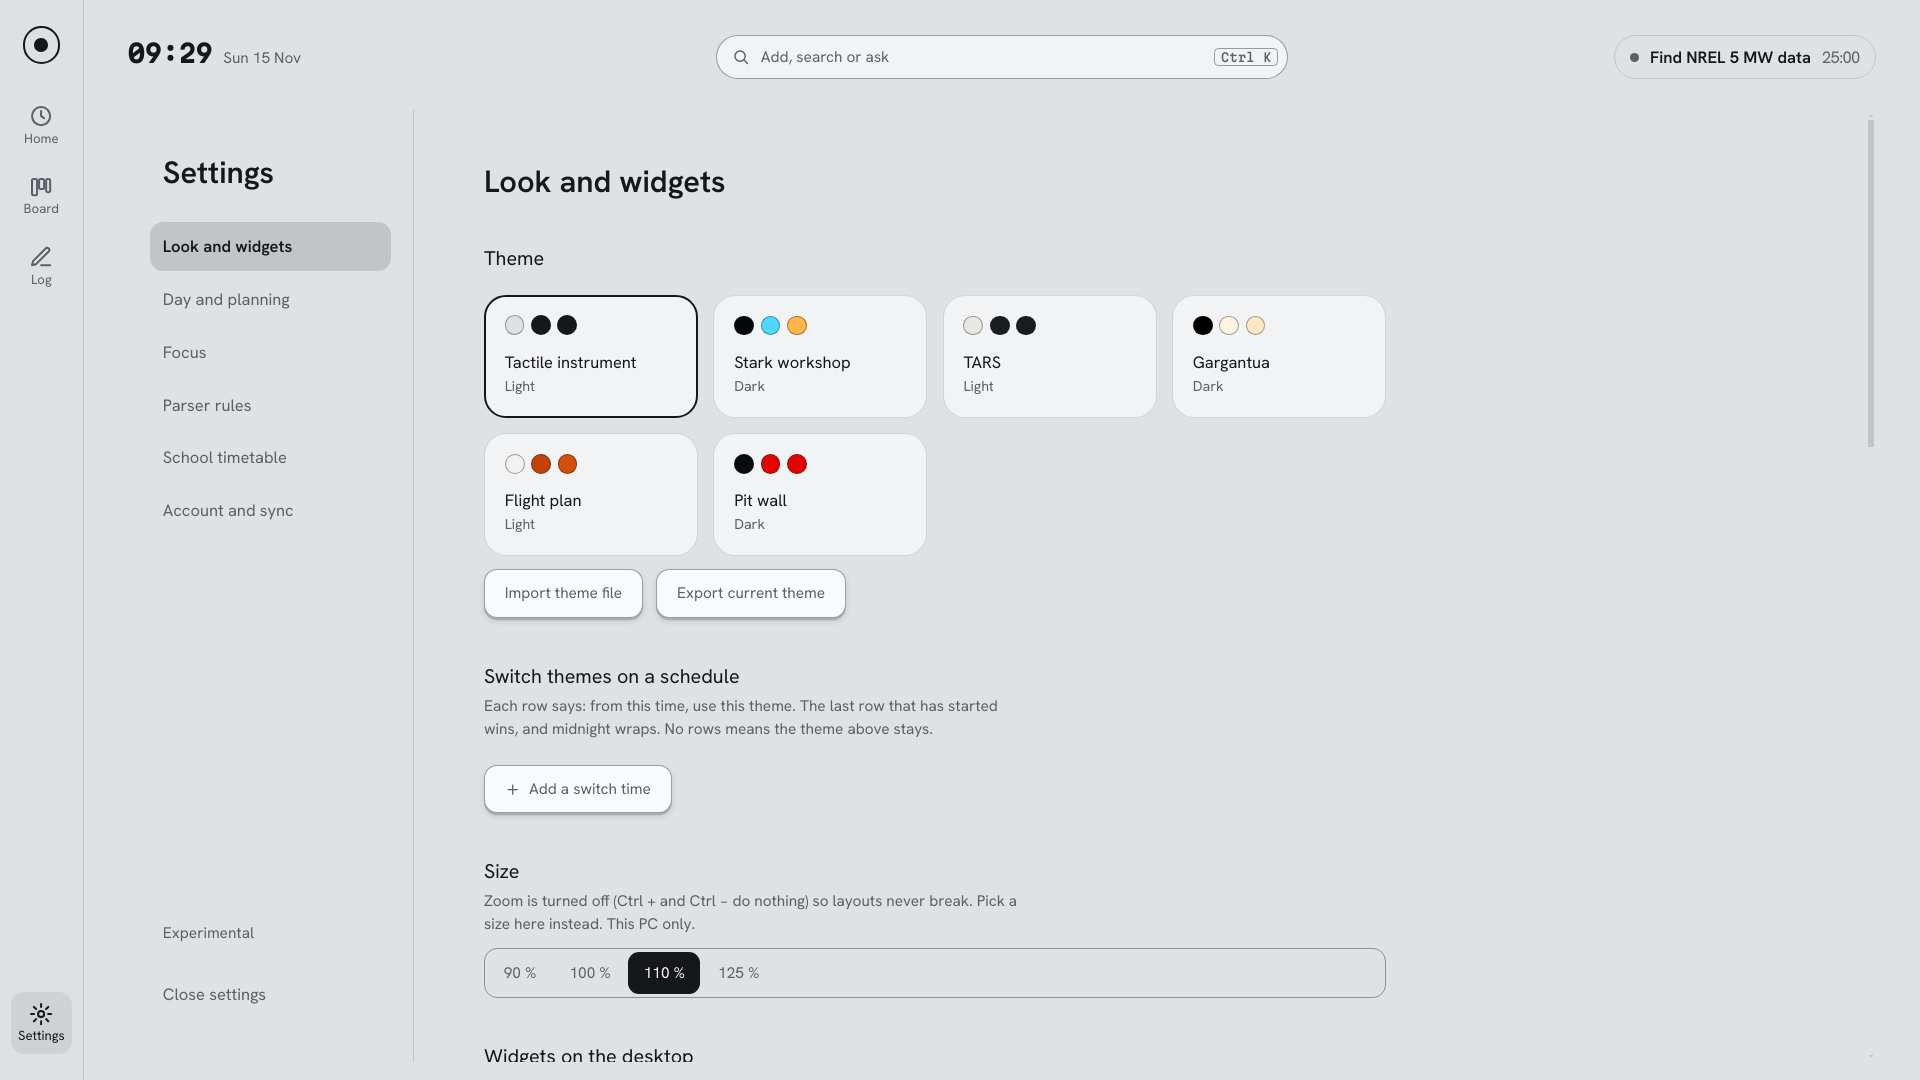 09:29 Sun 15 Nov
Add, search or ask
Ctrl K
Find NREL 5 MW data 25:00
Home
Board
Log
Settings
Settings
Look and widgets
Day and planning
Focus
Parser rules
School timetable
Account and sync
Experimental
Close settings
Look and widgets
Theme
Tactile instrument
Light
Stark workshop
Dark
TARS
Light
Gargantua
Dark
Flight plan
Light
Pit wall
Dark
Import theme file
Export current theme
Switch themes on a schedule
Each row says: from this time, use this theme. The last row that has started
wins, and midnight wraps. No rows means the theme above stays.
+ Add a switch time
Size
Zoom is turned off (Ctrl + and Ctrl − do nothing) so layouts never break. Pick a
size here instead. This PC only.
90 %
100 %
110 %
125 %
Widgets on the desktop